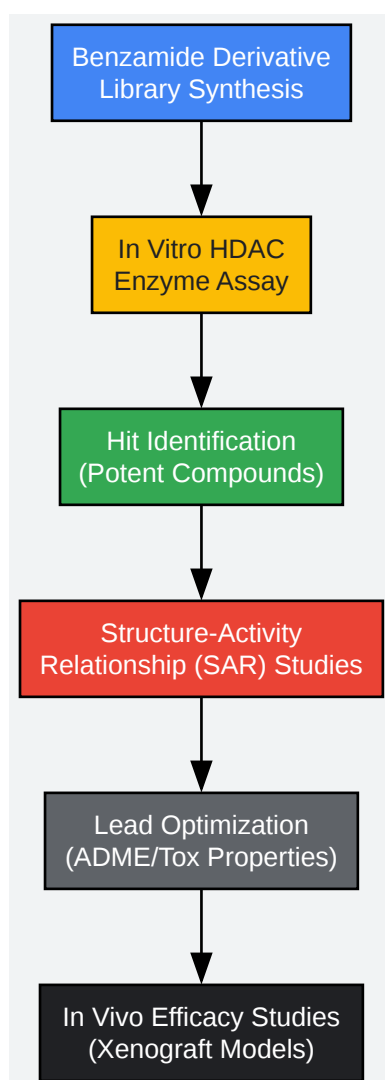 Benzamide Derivative
Library Synthesis
In Vitro HDAC
Enzyme Assay
Hit Identification
(Potent Compounds)
Structure-Activity
Relationship (SAR) Studies
Lead Optimization
(ADME/Tox Properties)
In Vivo Efficacy Studies
(Xenograft Models)